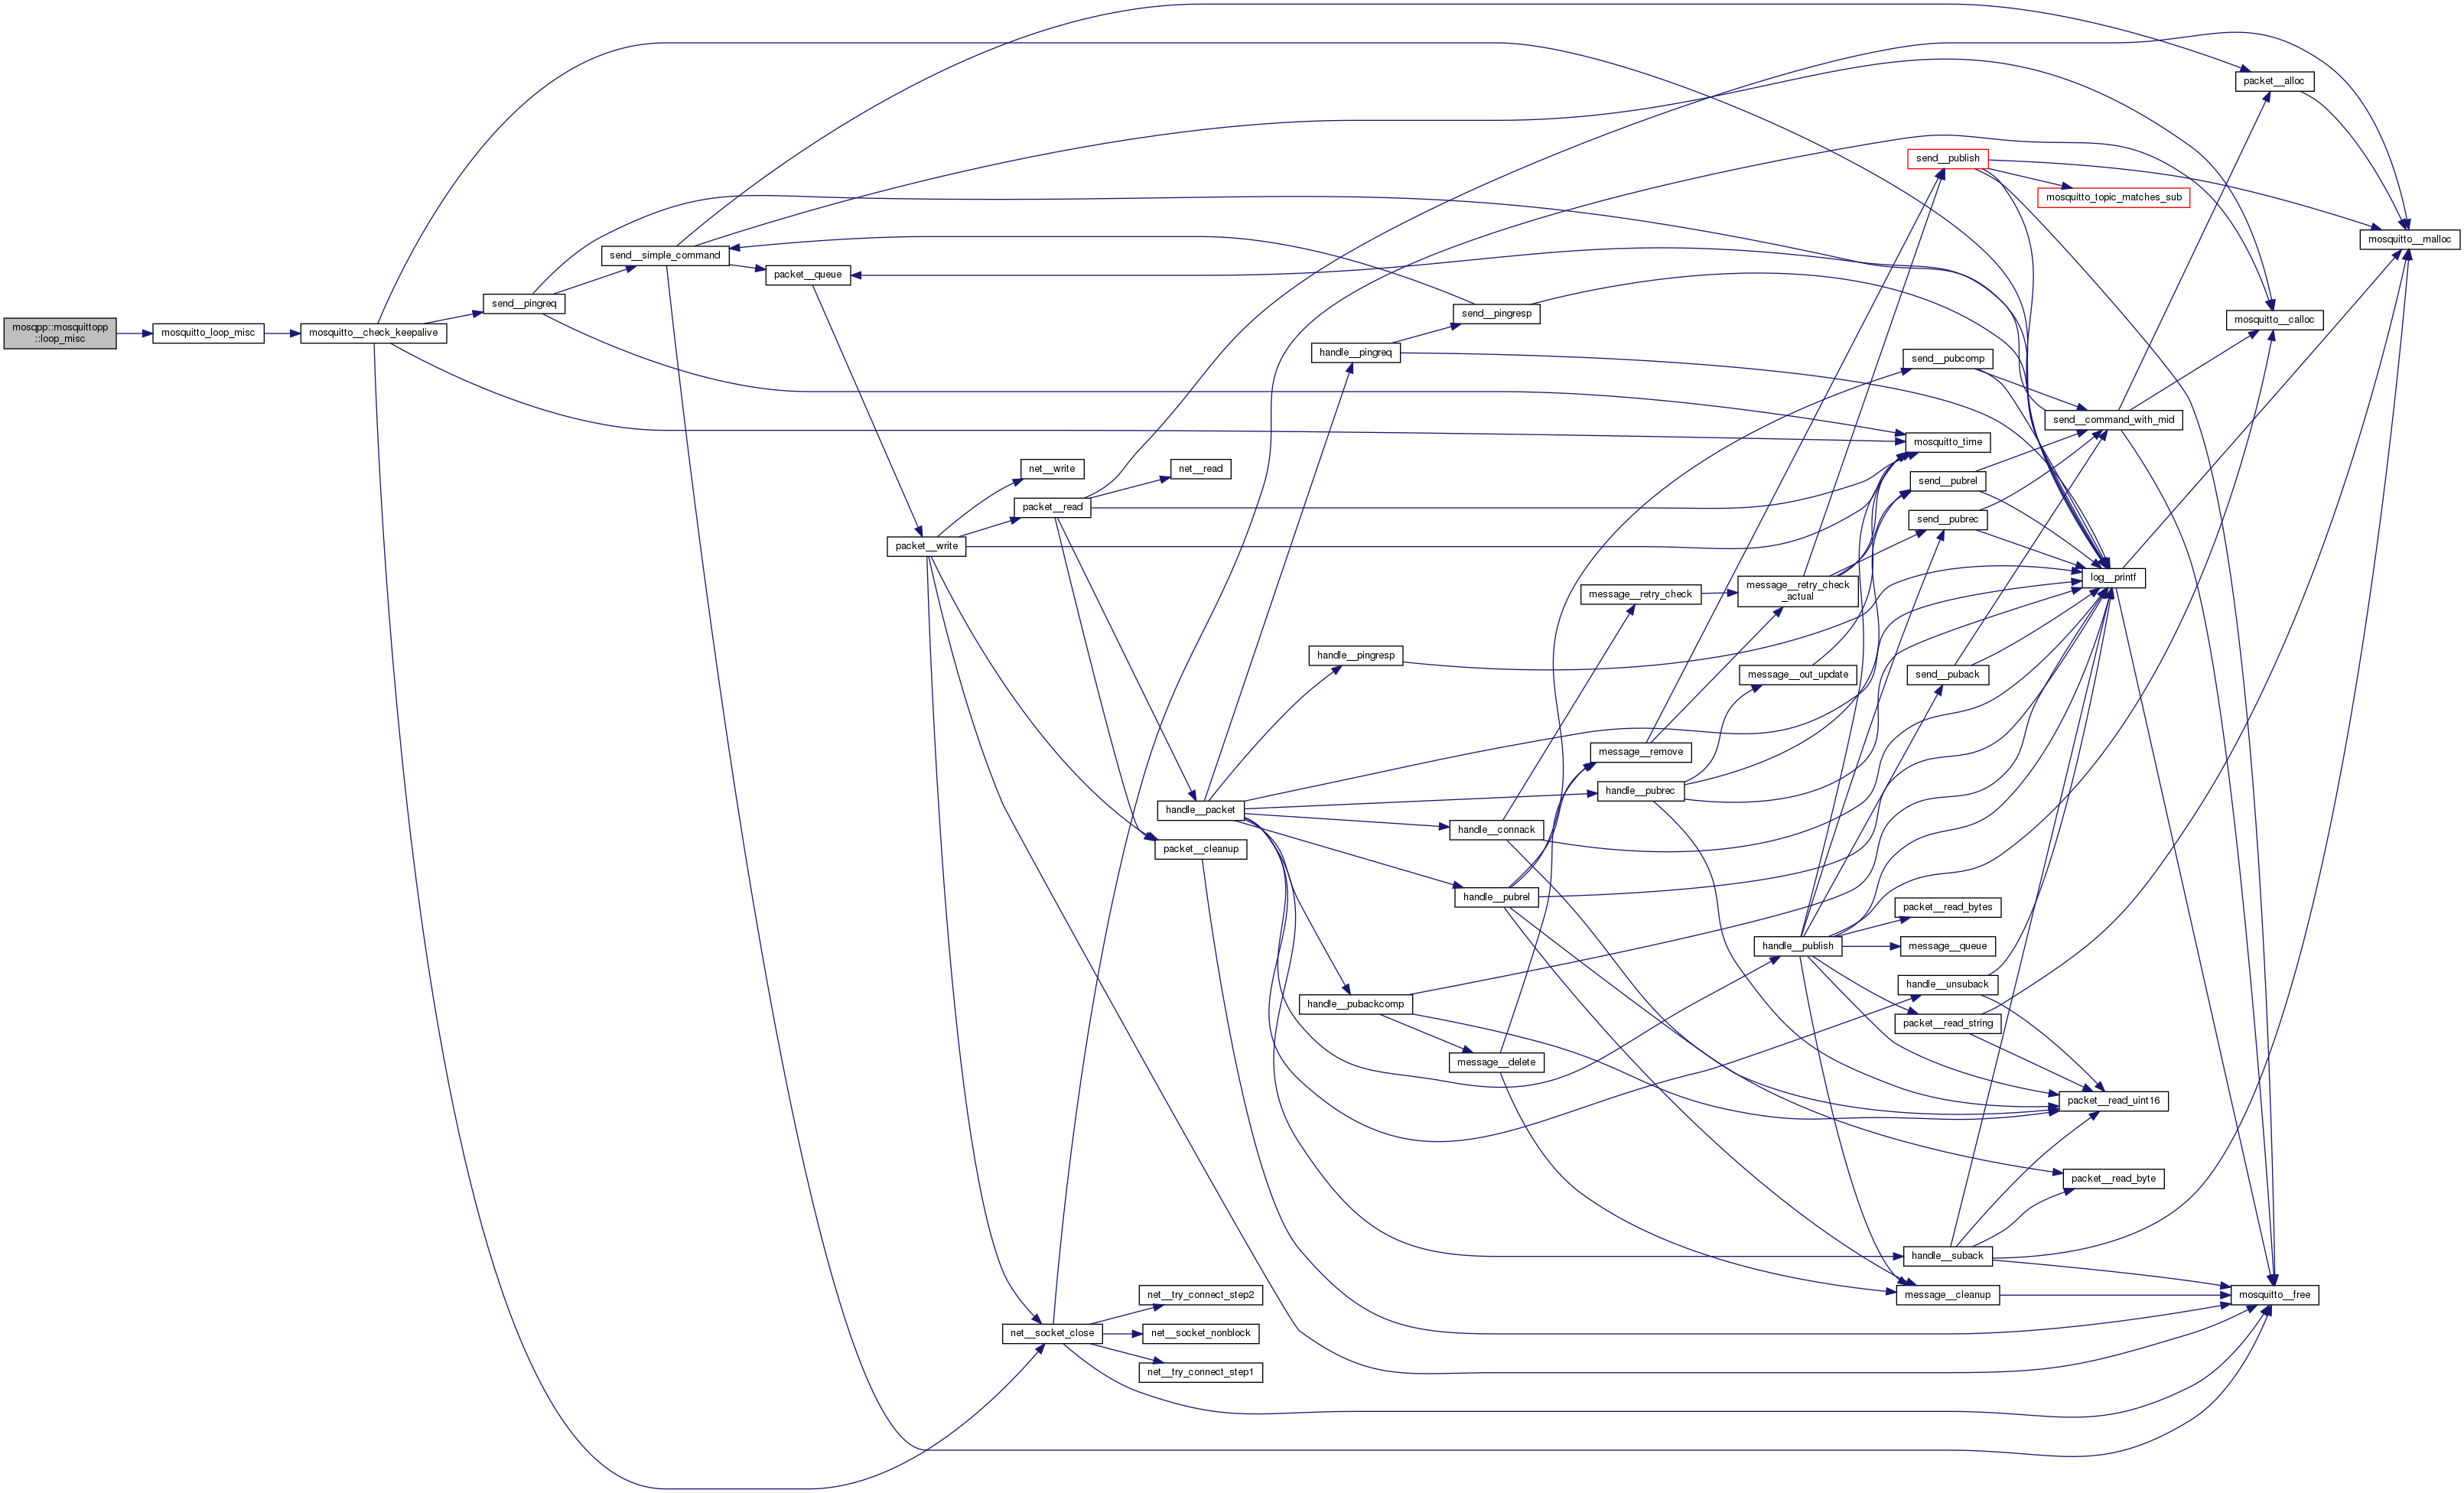 mosqpp::mosquittopp
::loop_misc
mosquitto_loop_misc
mosquitto__check_keepalive
send__pingreq
send__simple_command
packet__queue
packet__write
net__write
packet__read
net__socket_close
net__read
handle__packet
packet__cleanup
net__try_connect_step2
net__socket_nonblock
net__try_connect_step1
handle__pingreq
handle__pingresp
handle__pubackcomp
send__pingresp
handle__connack
handle__pubrel
message__delete
message__retry_check
message__remove
handle__pubrec
message__retry_check
_actual
message__out_update
handle__publish
send__publish
send__pubcomp
mosquitto_time
send__pubrel
send__pubrec
send__puback
packet__read_bytes
message__queue
handle__unsuback
packet__read_string
handle__suback
message__cleanup
mosquitto_topic_matches_sub
send__command_with_mid
log__printf
packet__read_uint16
packet__read_byte
packet__alloc
mosquitto__calloc
mosquitto__free
mosquitto__malloc